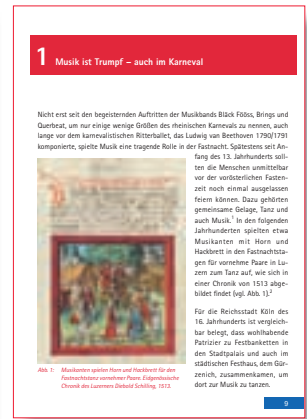 1 Musik ist Trumpf – auch im Karneval
Nicht erst seit den begeisternden Auftritten der Musikbands Bläck Fööss, Brings und
Querbeat, um nur einige wenige Größen des rheinischen Karnevals zu nennen, auch
lange vor dem karnevalistischen Ritterballet, das Ludwig van Beethoven 1790/1991
komponierte, spielte Musik eine tragende Rolle in der Fastnacht. Spätestens seit An-
fang des 13. Jahrhunderts soll-
ten die Menschen unmittelbar
vor der vorösterlichen Fasten-
zeit noch einmal ausgelassen
feiern können. Dazu gehörten
gemeinsame Gelage, Tanz und
auch Musik.¹ In den folgenden
Jahrhunderten spielten etwa
Musikanten mit Horn und
Hackbrett in den Fastnachtsta-
gen für vornehme Paare in Lu-
zern zum Tanz auf, wie sich in
einer Chronik von 1513 abge-
bildet findet (vgl. Abb. 1).²
Für die Reichsstadt Köln des
16. Jahrhunderts ist vergleich-
bar belegt, dass wohlhabende
Patrizier zu Festbanketten in
den Stadtpalais und auch im
städtischen Festhaus, dem Gür-
zenich, zusammenkamen, um
dort zur Musik zu tanzen.
Abb. 1: Musikanten spielen Horn und Hackbrett für den
Fastnachtstanz vornehmer Paare. Eidgenössische
Chronik des Luzerners Diebold Schilling, 1513.
9